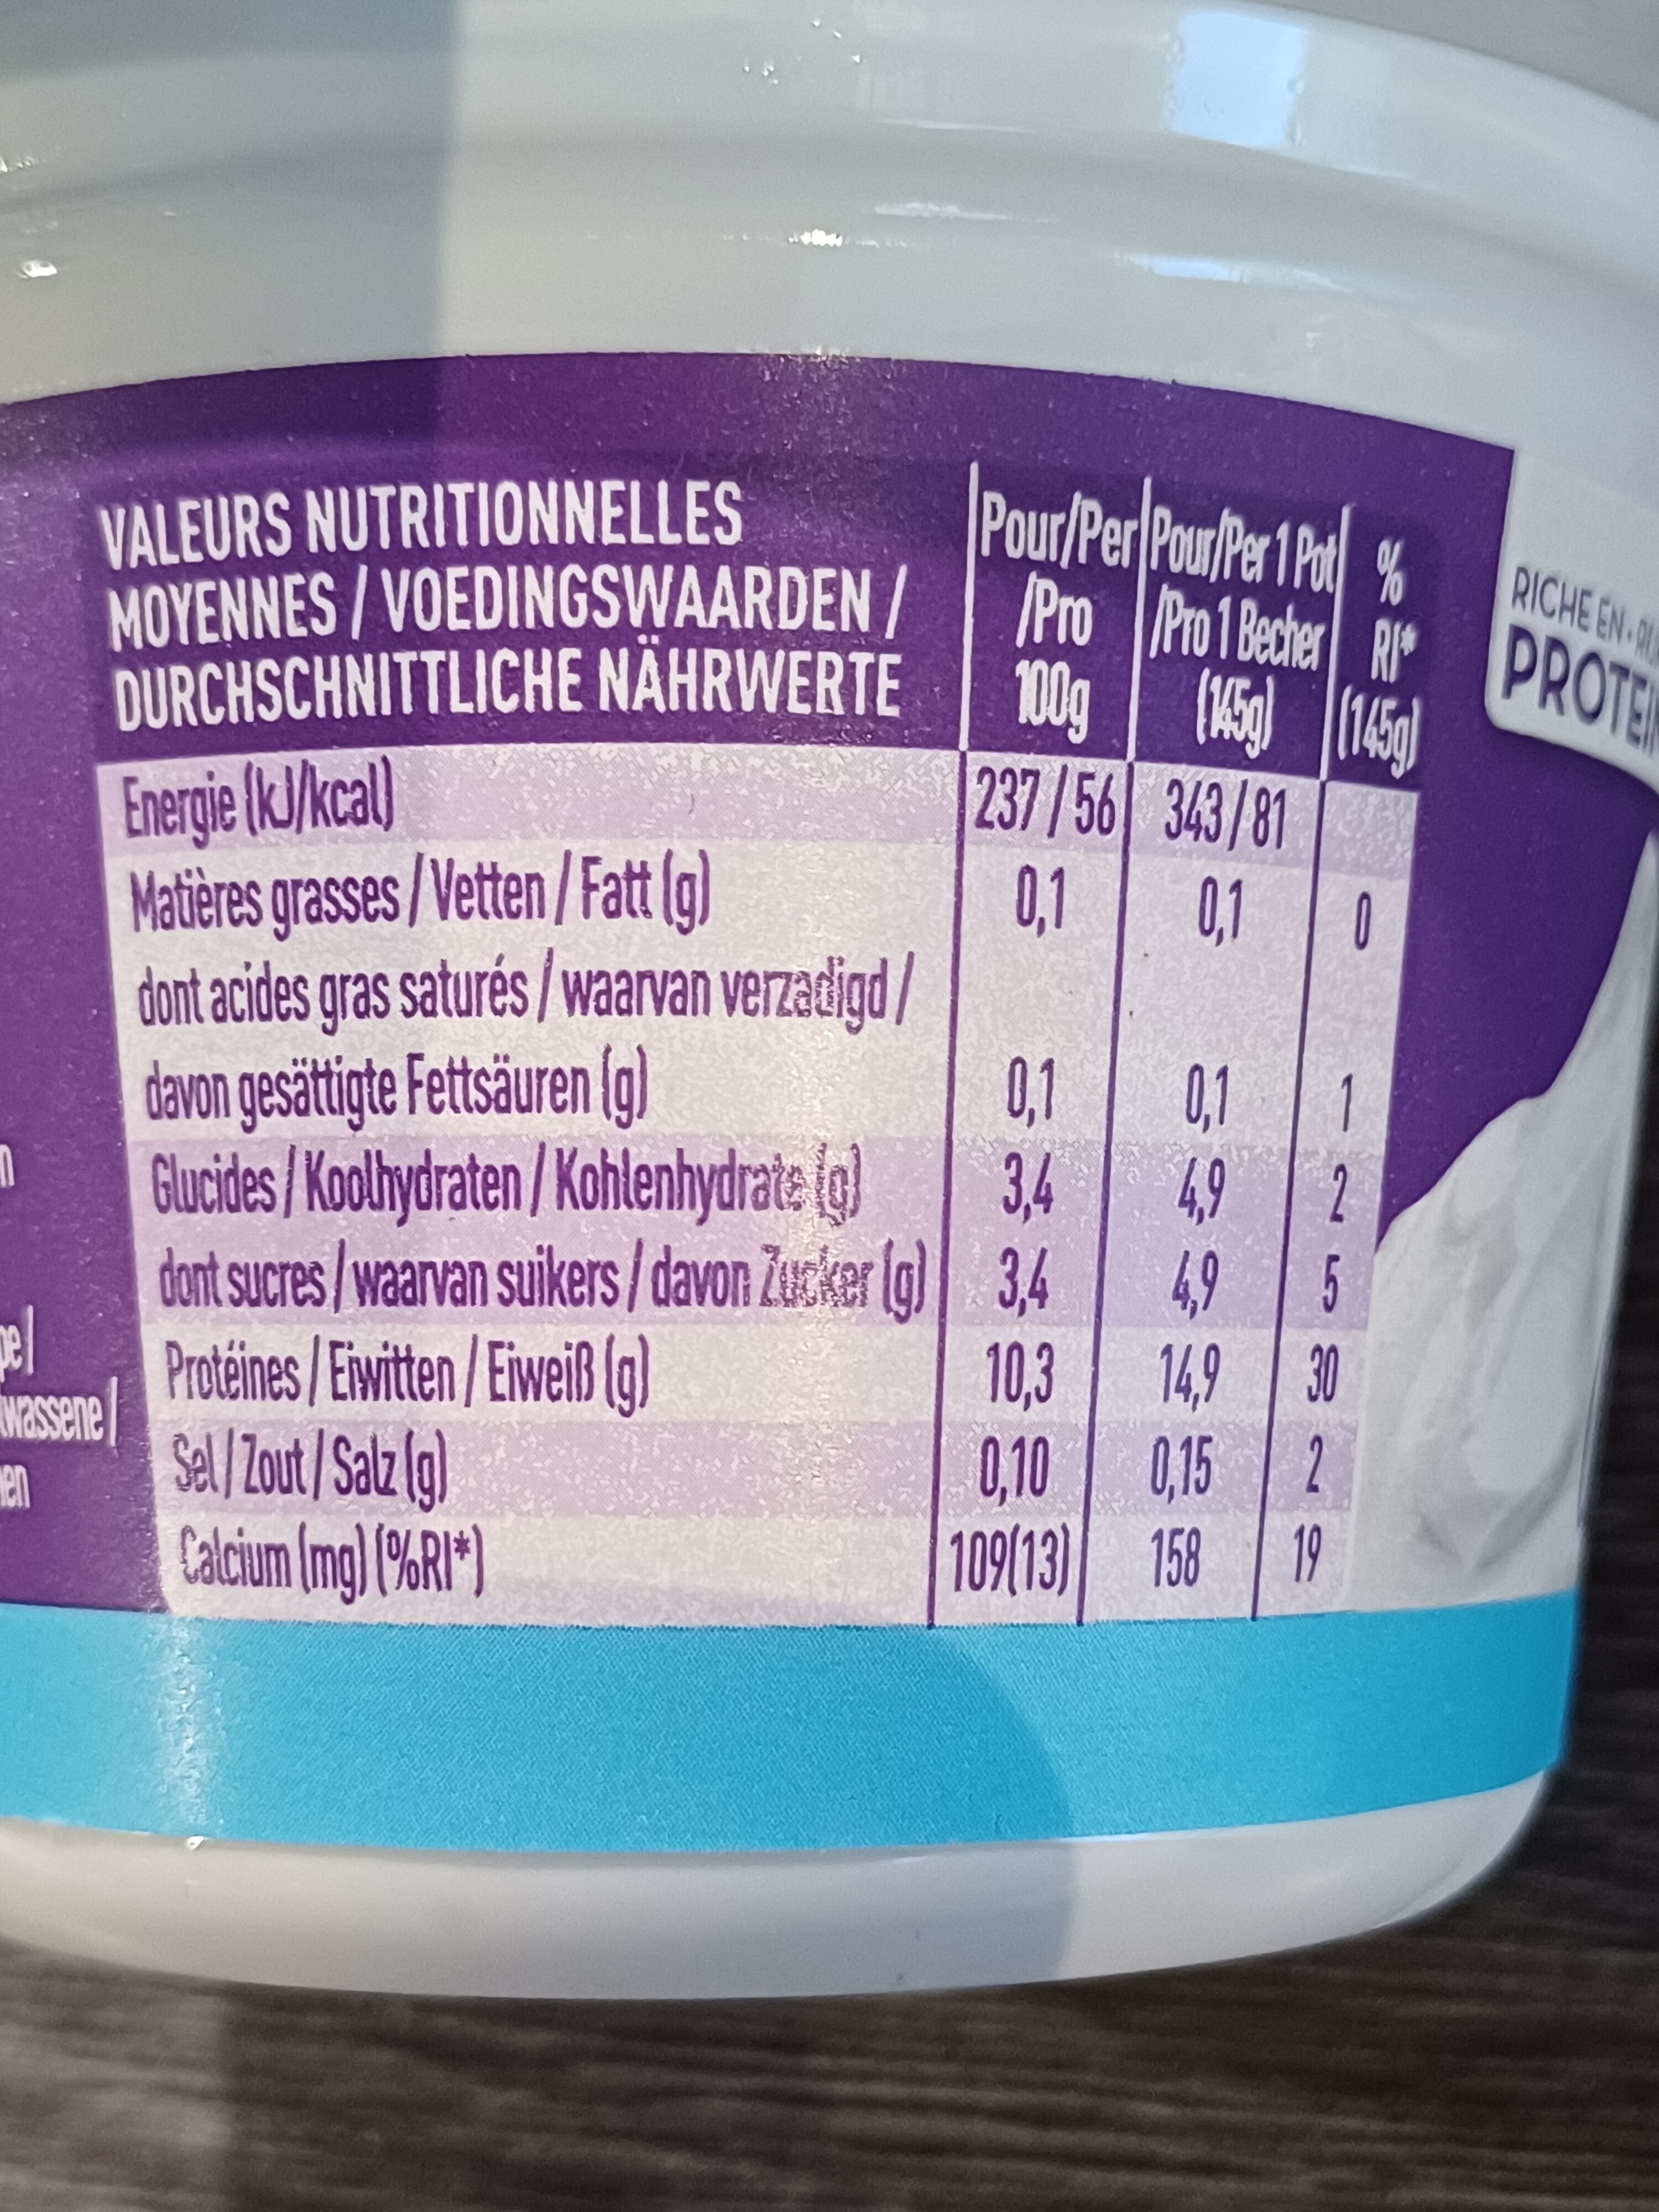 VALEURS NUTRITIONNELLES
MOYENNES / VOEDINGSWAARDEN /
DURCHSCHNITTLICHE NÄHRWERTE
Pour/Per
/Pro
100g
Pour/Per 1 Pot
/Pro 1 Becher
(145g)
%
RI*
(145g)
Energie (kJ/kcal) 237 / 56 343 / 81
Matières grasses / Vetten / Fatt (g) 0,1 0,1 0
dont acides gras saturés / waarvan verzadigd /
davon gesättigte Fettsäuren (g) 0,1 0,1 1
Glucides / Koolhydraten / Kohlenhydrate (g) 3,4 4,9 2
dont sucres / waarvan suikers / davon Zucker (g) 3,4 4,9 5
Protéines / Eiwitten / Eiweiß (g) 10,3 14,9 30
Sel / Zout / Salz (g) 0,10 0,15 2
Calcium (mg) (%RI*) 109(13) 158 19
RICHE EN •